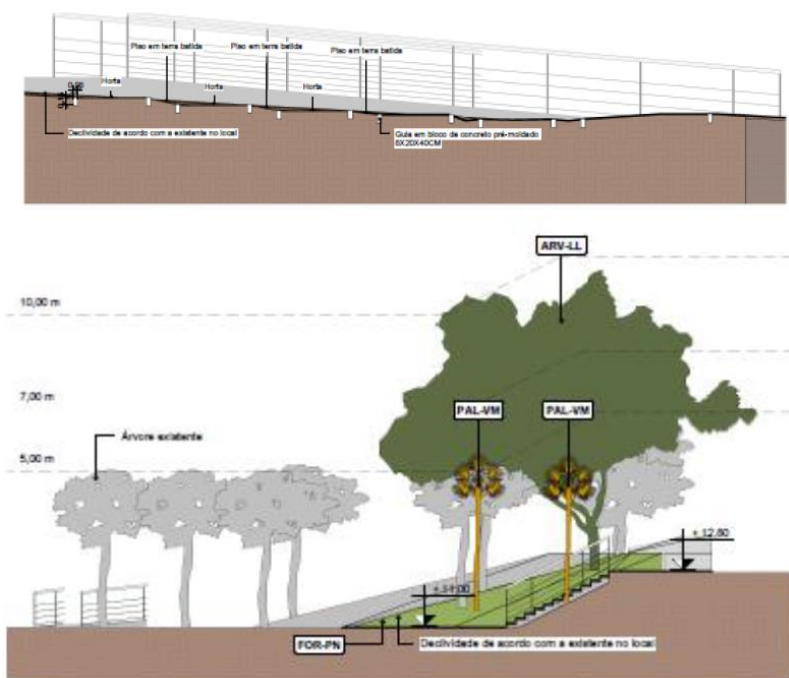 Piso em terra batida
Piso em terra batida
Piso em terra batida
Horta
Horta
Horta
Declividade de acordo com a existente no local
Guia em bloco de concreto pré-moldado
6X20X40CM
ARV-LL
10,00 m
7,00 m
PAL-VM
PAL-VM
Árvore existente
5,00 m
+ 12,60
FOR-PN
Declividade de acordo com a existente no local